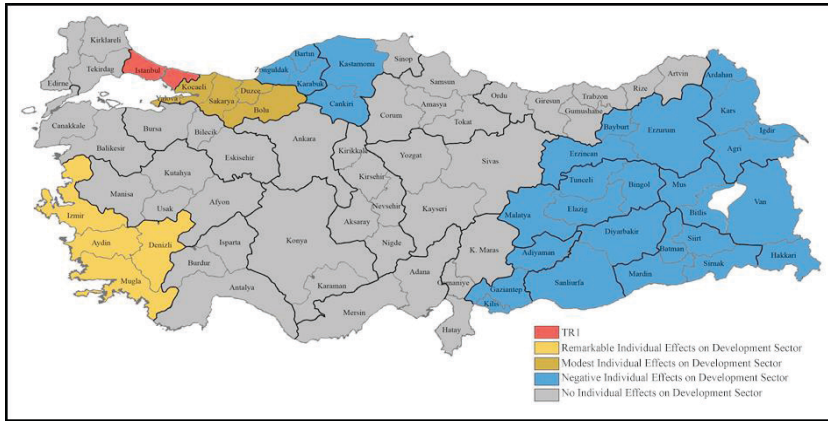 Kirklareli
Edirne
Tekirdag
Istanbul
Kocaeli
Yalova
Sakarya
Duzce
Bolu
Zonguldak
Bartin
Karabuk
Kastamonu
Cankiri
Sinop
Samsun
Corum
Amasya
Tokat
Ordu
Giresun
Gumushane
Trabzon
Rize
Artvin
Ardahan
Kars
Igdir
Agri
Erzurum
Bayburt
Erzincan
Canakkale
Balikesir
Bursa
Bilecik
Eskisehir
Kutahya
Ankara
Kirikkale
Kirsehir
Yozgat
Sivas
Tunceli
Bingol
Mus
Bitlis
Van
Manisa
Usak
Afyon
Izmir
Aydin
Denizli
Mugla
Burdur
Isparta
Antalya
Konya
Karaman
Aksaray
Nevsehir
Nigde
Kayseri
Mersin
Adana
K. Maras
Osmaniye
Hatay
Malatya
Elazig
Diyarbakir
Adiyaman
Gaziantep
Kilis
Sanliurfa
Mardin
Batman
Siirt
Sirnak
Hakkari
TR1
Remarkable Individual Effects on Development Sector
Modest Individual Effects on Development Sector
Negative Individual Effects on Development Sector
No Individual Effects on Development Sector